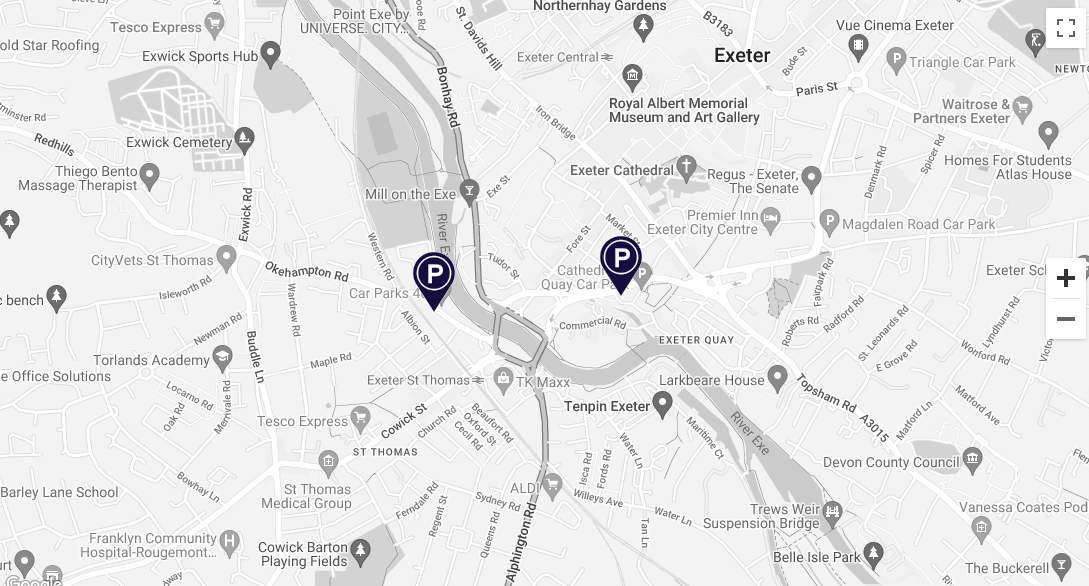 Point Exe by
UNIVERSE. CITY...
Northernhay Gardens
B3183
Vue Cinema Exeter
Tesco Express
St. Davids Hill
old Star Roofing
Exwick Sports Hub
Exeter Central
Exeter
Bude St
P
Triangle Car Park
Bonhay Rd
Paris St
Royal Albert Memorial
Museum and Art Gallery
Waitrose &
Partners Exeter
Iron Bridge
Redhills
Exwick Cemetery
Spicer Rd
Denmark Rd
Homes For Students
Atlas House
Thiego Bento
Massage Therapist
Exeter Cathedral
Regus - Exeter,
The Senate
Mill on the Exe
Exe St
Exwick Rd
Premier Inn
Exeter City Centre
P
Magdalen Road Car Park
Market St
Fore St
Western Rd
CityVets St Thomas
Okehampton Rd
Tudor St
P
P
P
Fairpark Rd
Isleworth Rd
Wardrew Rd
Car Parks
Albion St
Commercial Rd
EXETER QUAY
Roberts Rd
Radford Rd
St. Leonards Rd
Lyndhurst Rd
Newman Rd
Buddle Ln
Torlands Academy
Maple Rd
E Grove Rd
Wonford Rd
e Office Solutions
Exeter St Thomas
TK Maxx
Larkbeare House
Locarno Rd
Merrivale Rd
Oak Rd
Tenpin Exeter
Topsham Rd
A3015
Matford Ln
Matford Ave
Tesco Express
Cowick St
Church Rd
Beaufort Rd
Oxford St
Cecil Rd
Maritime Ct
River Exe
ST THOMAS
Water Ln
Isca Rd
Fords Rd
Devon County Council
Barley Lane School
Bowhay Ln
St Thomas
Medical Group
ALDI
Ferndale Rd
Regent St
Sydney Rd
Queens Rd
Willeys Ave
Water Ln
Tan Ln
Trews Weir
Suspension Bridge
Vanessa Coates Pod
Franklyn Community
Hospital-Rougemont...
H
Alphington Rd
Cowick Barton
Playing Fields
Belle Isle Park
The Buckerell
Google